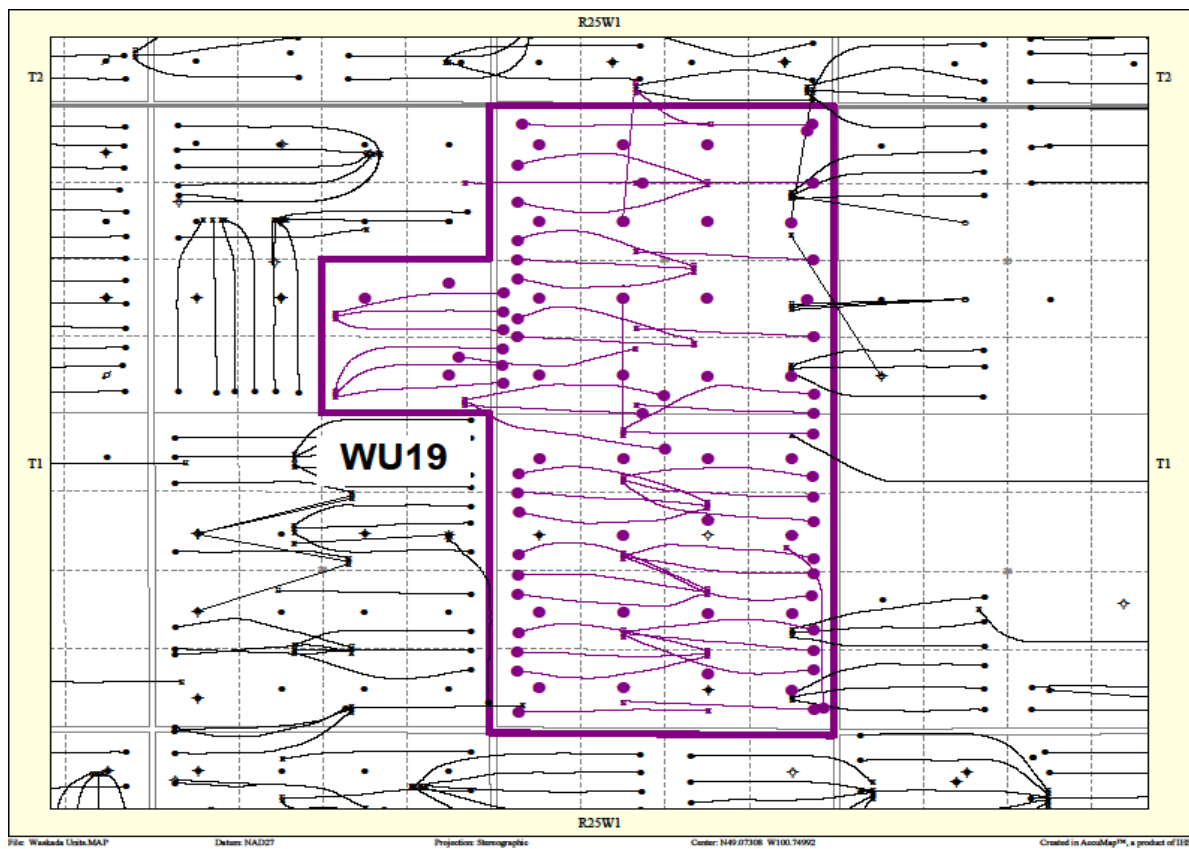 R25W1
T2 T2
WU19
T1 T1
R25W1
File: Waskada Units.MAP Datum: NAD27 Projection: Stereographic Center: N49.07308 W100.74992 Created in AccuMap™, a product of IHS